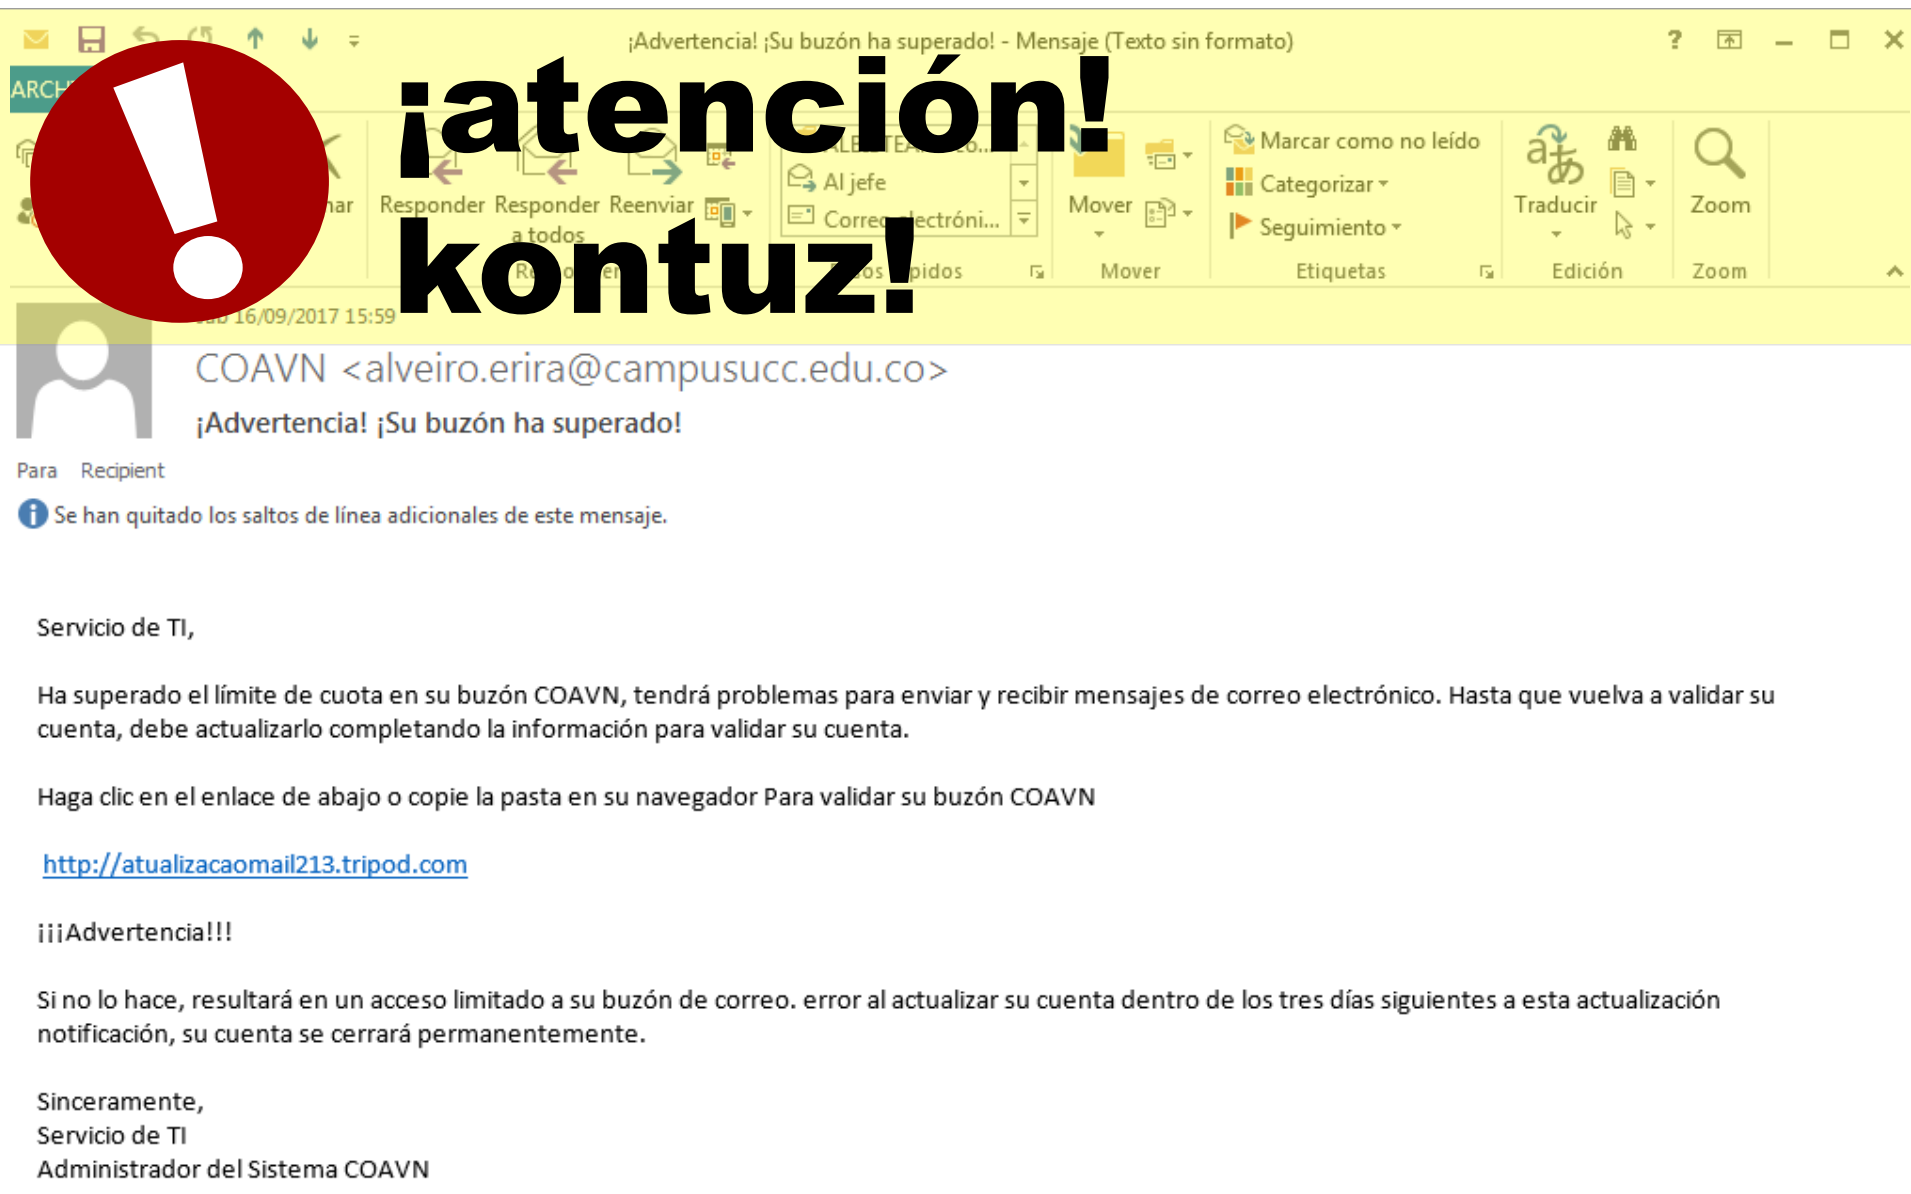 ¡Advertencia! ¡Su buzón ha superado! - Mensaje (Texto sin formato)
?
¡atención!
kontuz!
Responder
Responder a todos
Reenviar
Al jefe
Mover
Mover
Marcar como no leído
Categorizar
Seguimiento
Etiquetas
Traducir
Edición
Zoom
Zoom
16/09/2017 15:59
COAVN <alveiro.erira@campusucc.edu.co>
¡Advertencia! ¡Su buzón ha superado!
Para Recipient
Se han quitado los saltos de línea adicionales de este mensaje.
Servicio de TI,
Ha superado el límite de cuota en su buzón COAVN, tendrá problemas para enviar y recibir mensajes de correo electrónico. Hasta que vuelva a validar su
cuenta, debe actualizarlo completando la información para validar su cuenta.
Haga clic en el enlace de abajo o copie la pasta en su navegador Para validar su buzón COAVN
http://atualizacaomail213.tripod.com
¡¡¡Advertencia!!!
Si no lo hace, resultará en un acceso limitado a su buzón de correo. error al actualizar su cuenta dentro de los tres días siguientes a esta actualización
notificación, su cuenta se cerrará permanentemente.
Sinceramente,
Servicio de TI
Administrador del Sistema COAVN